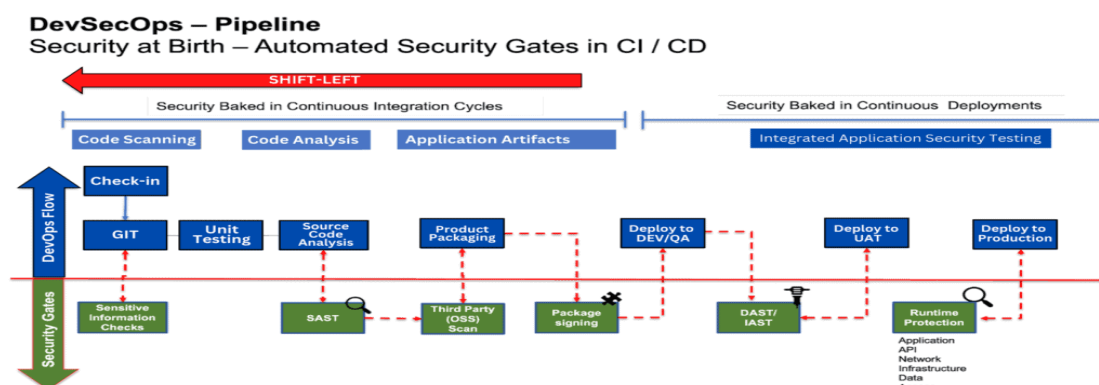 DevSecOps – Pipeline
Security at Birth – Automated Security Gates in CI / CD
SHIFT-LEFT
Security Baked in Continuous Integration Cycles
Security Baked in Continuous Deployments
Code Scanning
Code Analysis
Application Artifacts
Integrated Application Security Testing
DevOps Flow
Check-in
GIT
Unit
Testing
Source
Code
Analysis
Product
Packaging
Deploy to
DEV/QA
Deploy to
UAT
Deploy to
Production
Security Gates
Sensitive
Information
Checks
SAST
Third Party
(OSS)
Scan
Package
signing
DAST/
IAST
Runtime
Protection
Application
API
Network
Infrastructure
Data